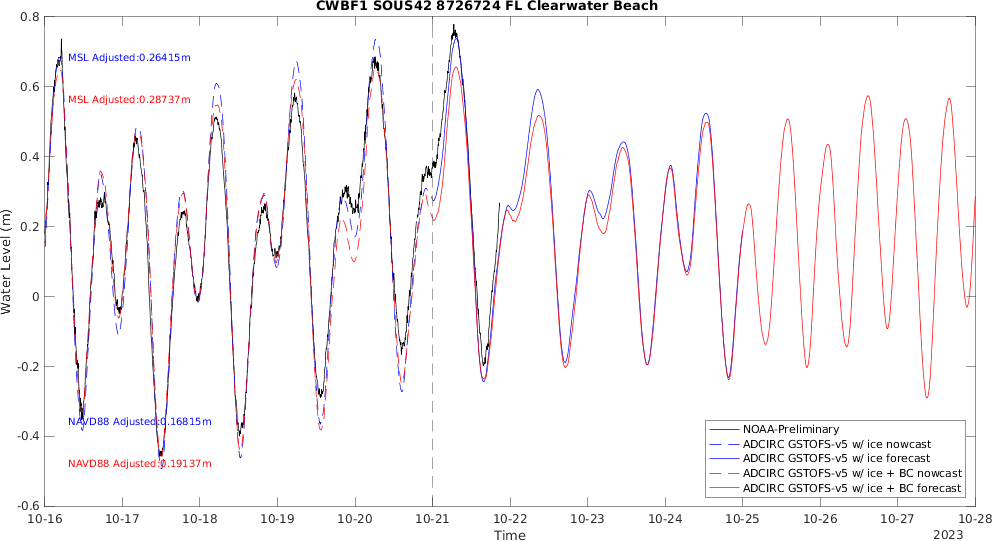 CWBF1 SOUS42 8726724 FL Clearwater Beach
0.8
0.6
0.4
0.2
0
-0.2
-0.4
-0.6
Water Level (m)
MSL Adjusted:0.26415m
MSL Adjusted:0.28737m
NAVD88 Adjusted:0.16815m
NAVD88 Adjusted:0.19137m
NOAA-Preliminary
ADCIRC GSTOFS-v5 w/ ice nowcast
ADCIRC GSTOFS-v5 w/ ice forecast
ADCIRC GSTOFS-v5 w/ ice + BC nowcast
ADCIRC GSTOFS-v5 w/ ice + BC forecast
10-16 10-17 10-18 10-19 10-20 10-21 10-22 10-23 10-24 10-25 10-26 10-27 10-28
Time
2023